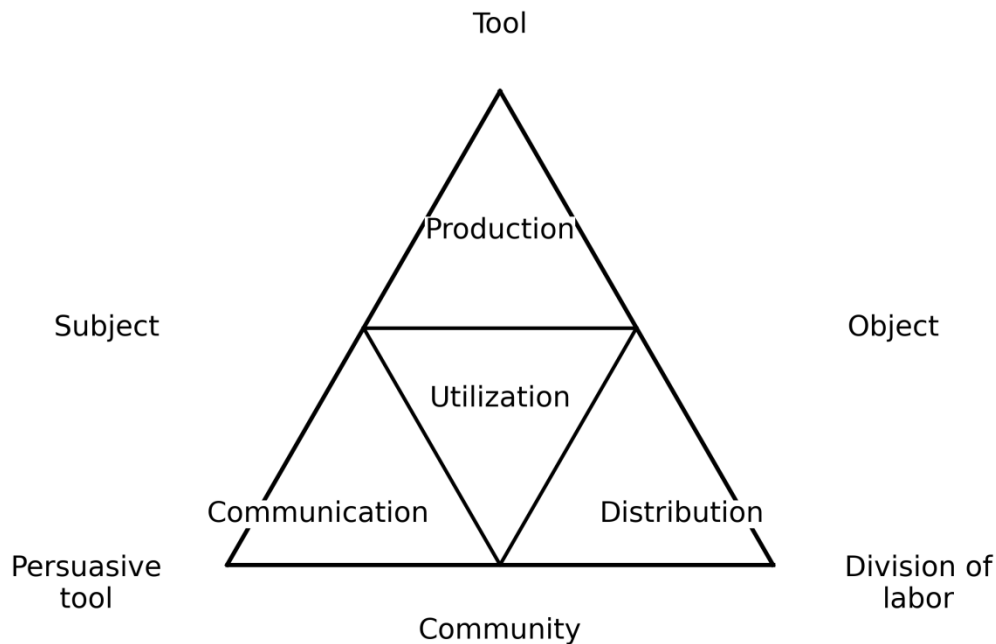 Tool
Production
Subject
Object
Utilization
Communication
Distribution
Persuasive
tool
Division of
labor
Community